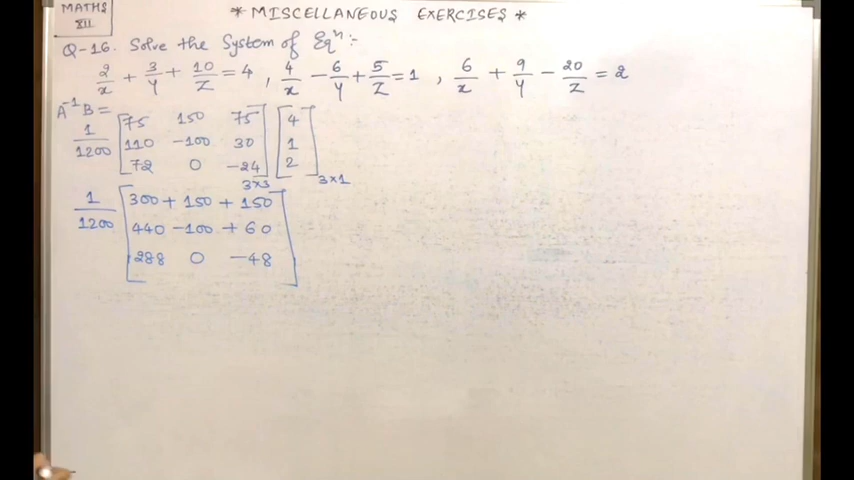 MATHS
XII
* MISCELLANEOUS EXERCISES *
Q-16. Solve the System of Eqⁿ:-
2/x + 3/y + 10/z = 4 , 4/x - 6/y + 5/z = 1 , 6/x + 9/y - 20/z = 2
A⁻¹B =
1/1200 [75 150 75
110 -100 30
72 0 -24]3×3 [4
1
2]3×1
1/1200 [300 + 150 + 150
440 - 100 + 60
288 0 -48]